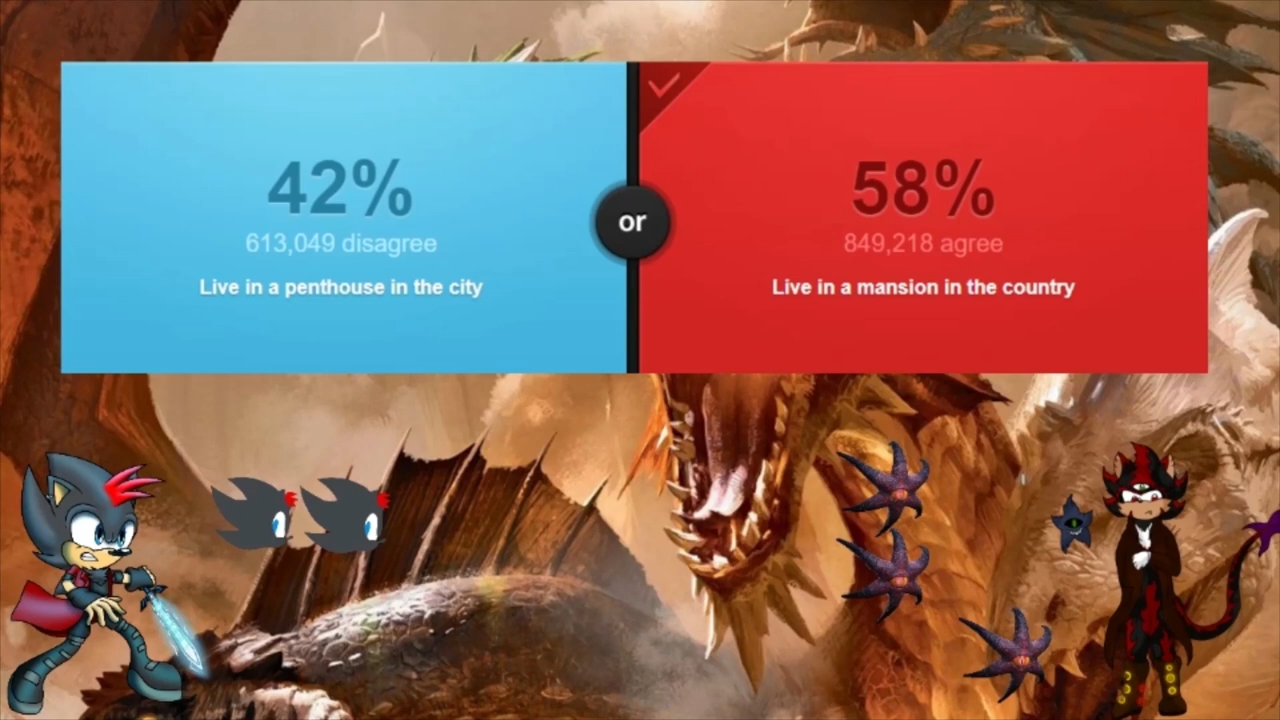 42%
613,049 disagree
Live in a penthouse in the city
or
58%
849,218 agree
Live in a mansion in the country